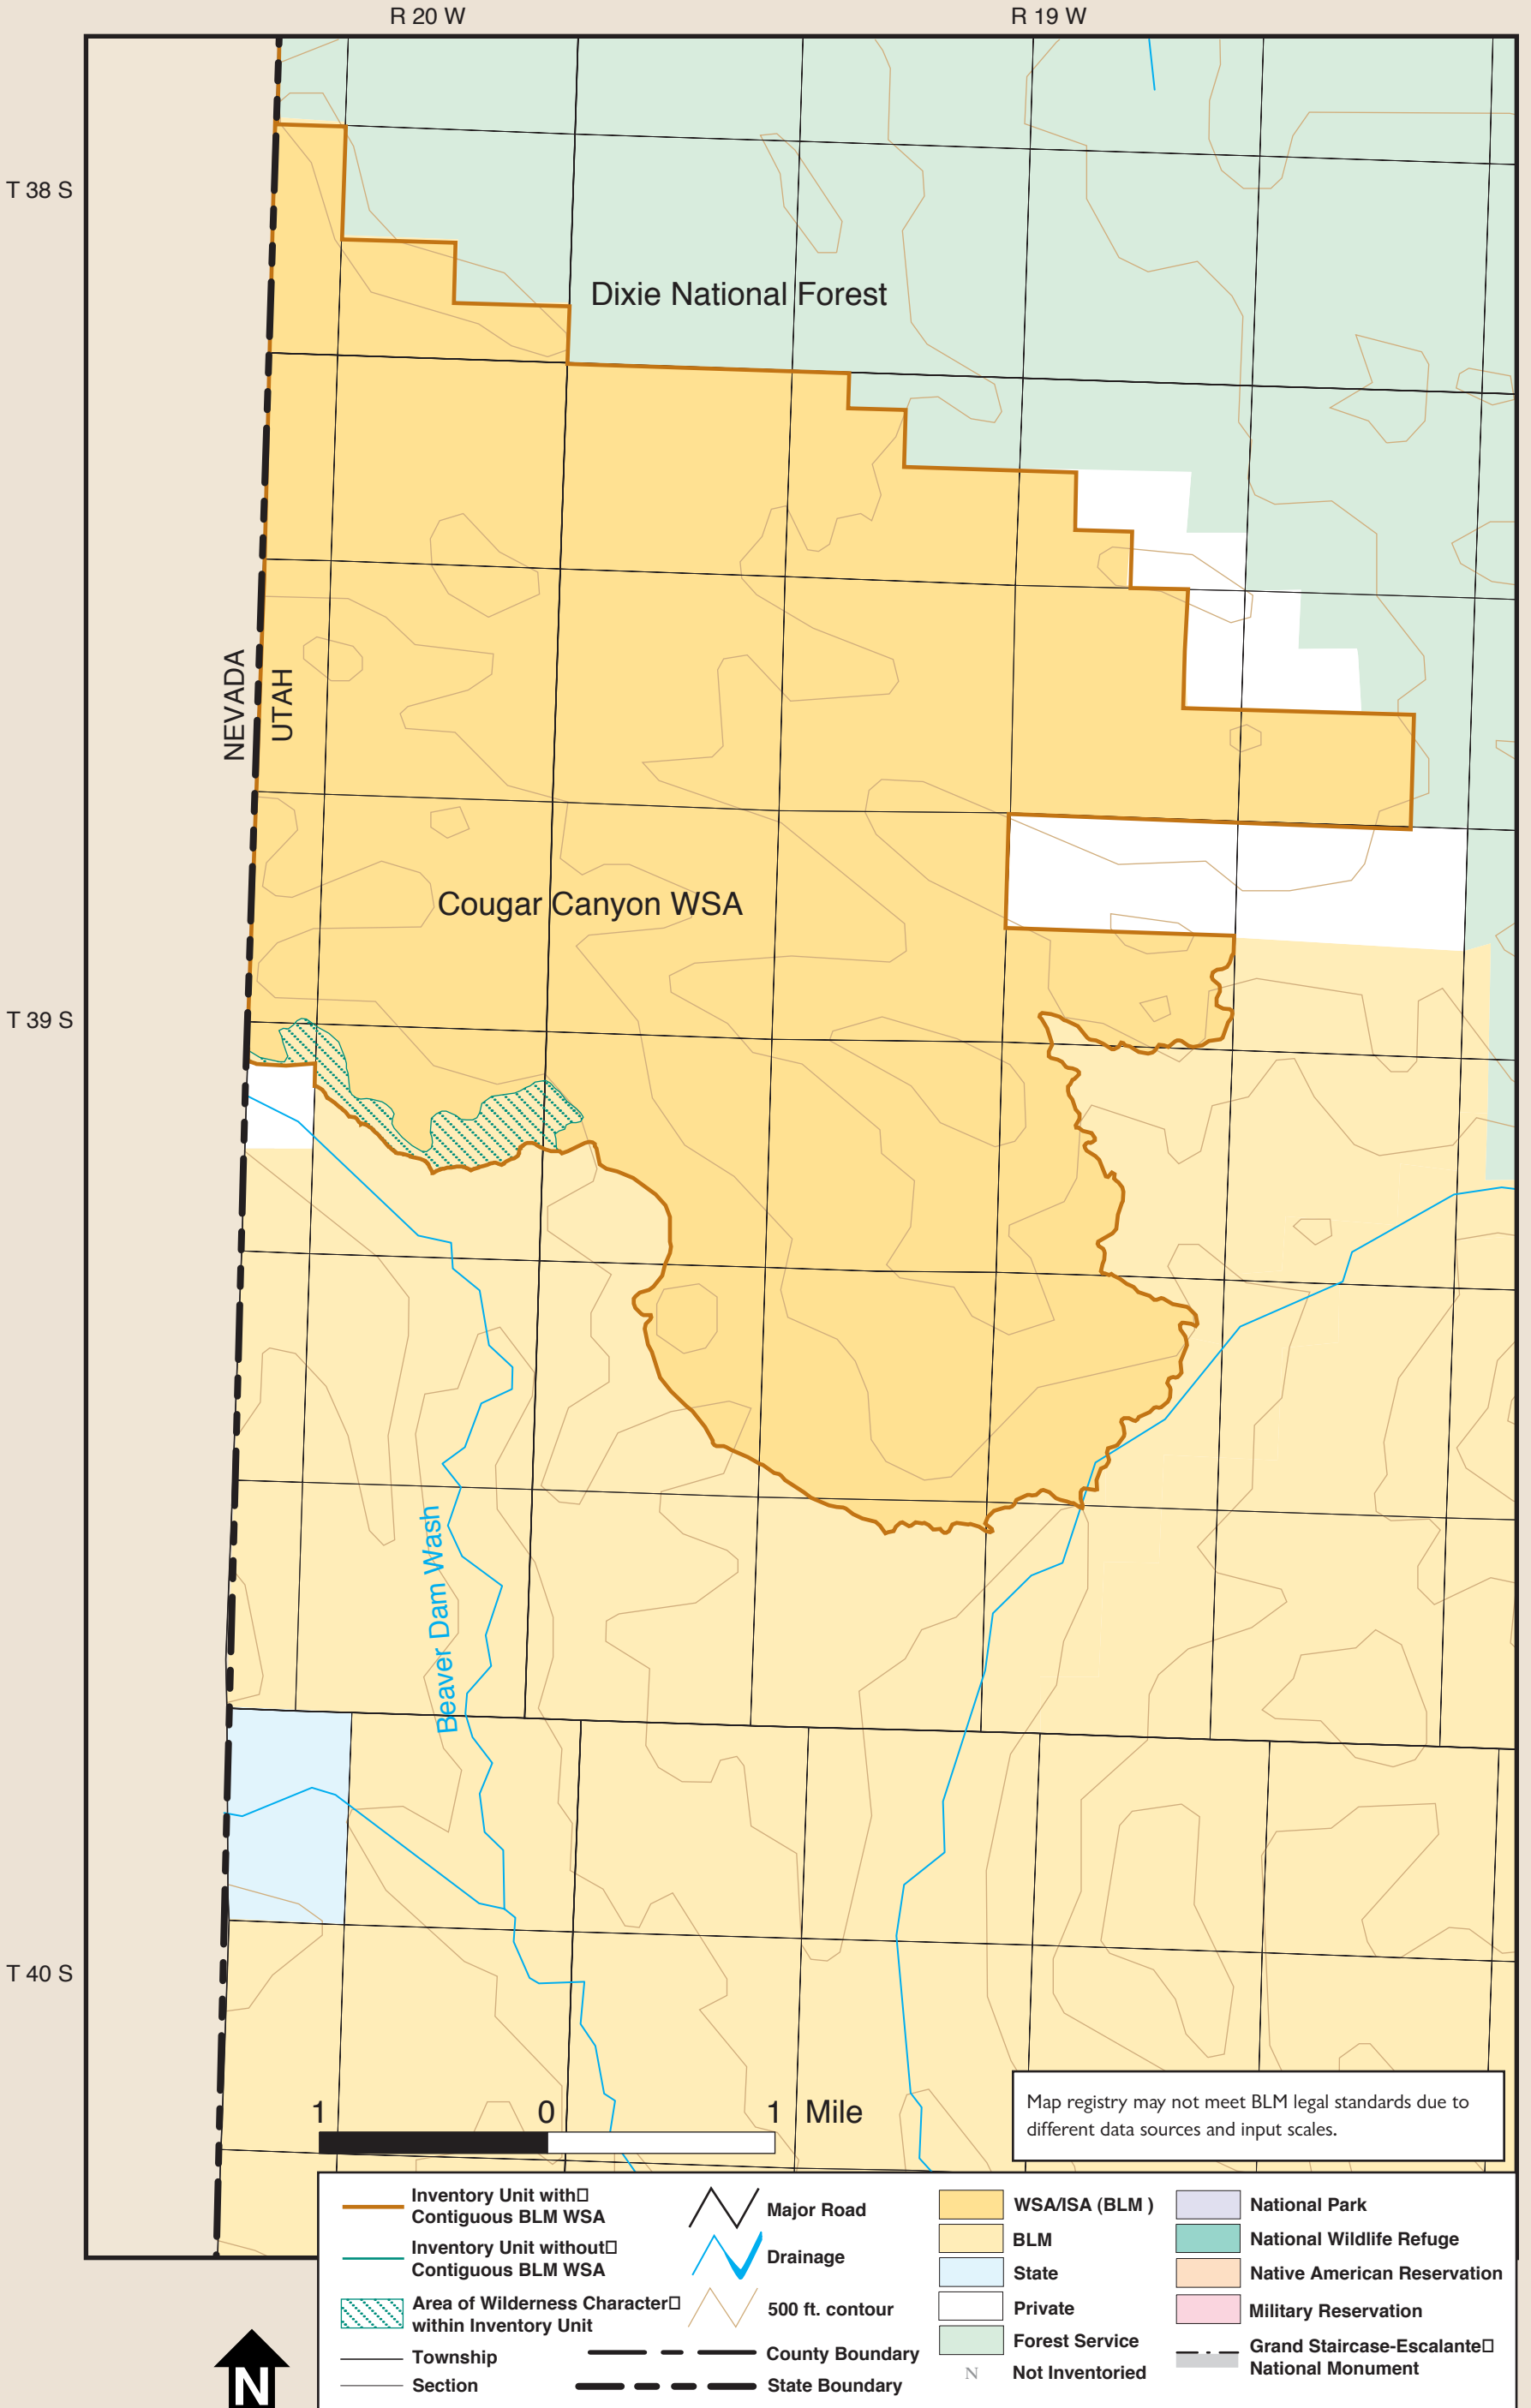 R 20 W
R 19 W
T 38 S
Dixie National Forest
NEVADA
UTAH
Cougar Canyon WSA
T 39 S
Beaver Dam Wash
T 40 S
1 0 1 Mile
Map registry may not meet BLM legal standards due to
different data sources and input scales.
Inventory Unit with□
Contiguous BLM WSA
Inventory Unit without□
Contiguous BLM WSA
Area of Wilderness Character□
within Inventory Unit
Township
Section
Major Road
Drainage
500 ft. contour
County Boundary
State Boundary
WSA/ISA (BLM )
BLM
State
Private
Forest Service
N Not Inventoried
National Park
National Wildlife Refuge
Native American Reservation
Military Reservation
Grand Staircase-Escalante□
National Monument
N